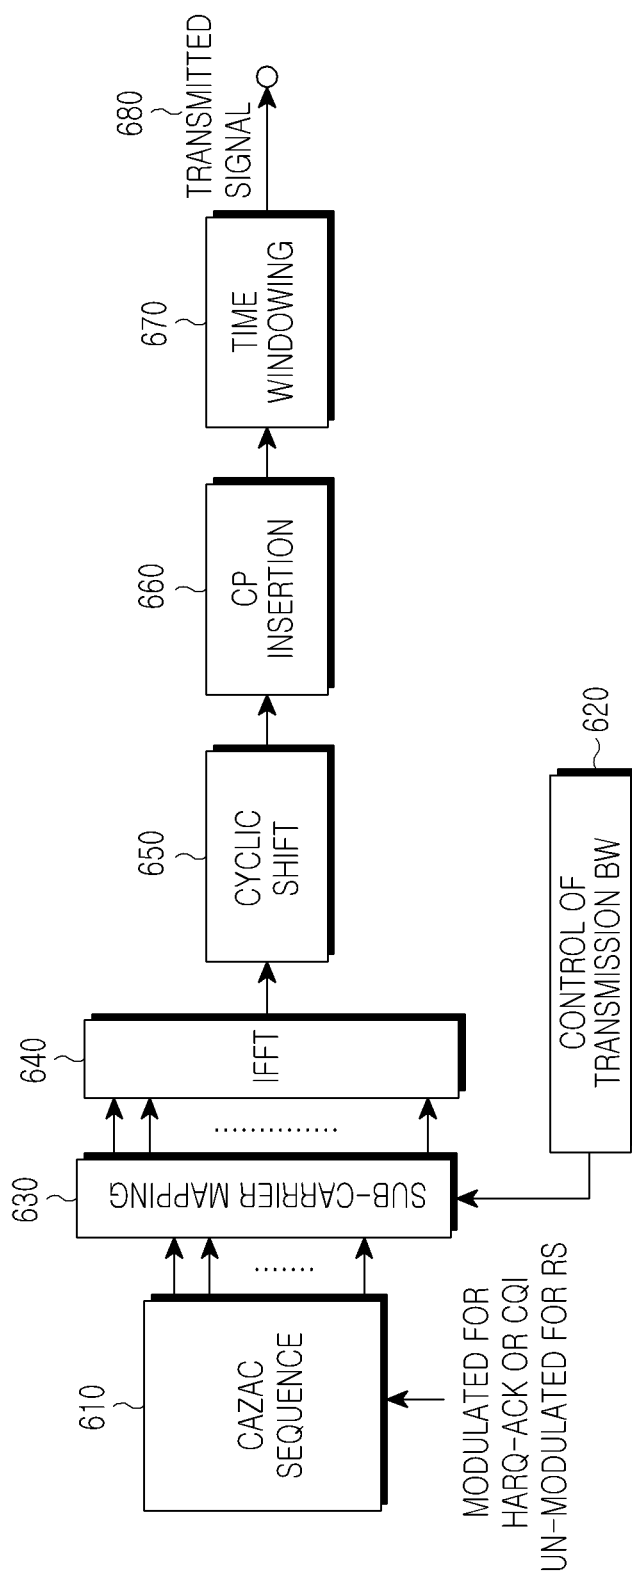 610
CAZAC
SEQUENCE
MODULATED FOR
HARQ-ACK OR CQI
UN-MODULATED FOR RS
630
SUB-CARRIER MAPPING
CONTROL OF
TRANSMISSION BW
620
640
IFFT
650
CYCLIC
SHIFT
660
CP
INSERTION
670
TIME
WINDOWING
680
TRANSMITTED
SIGNAL